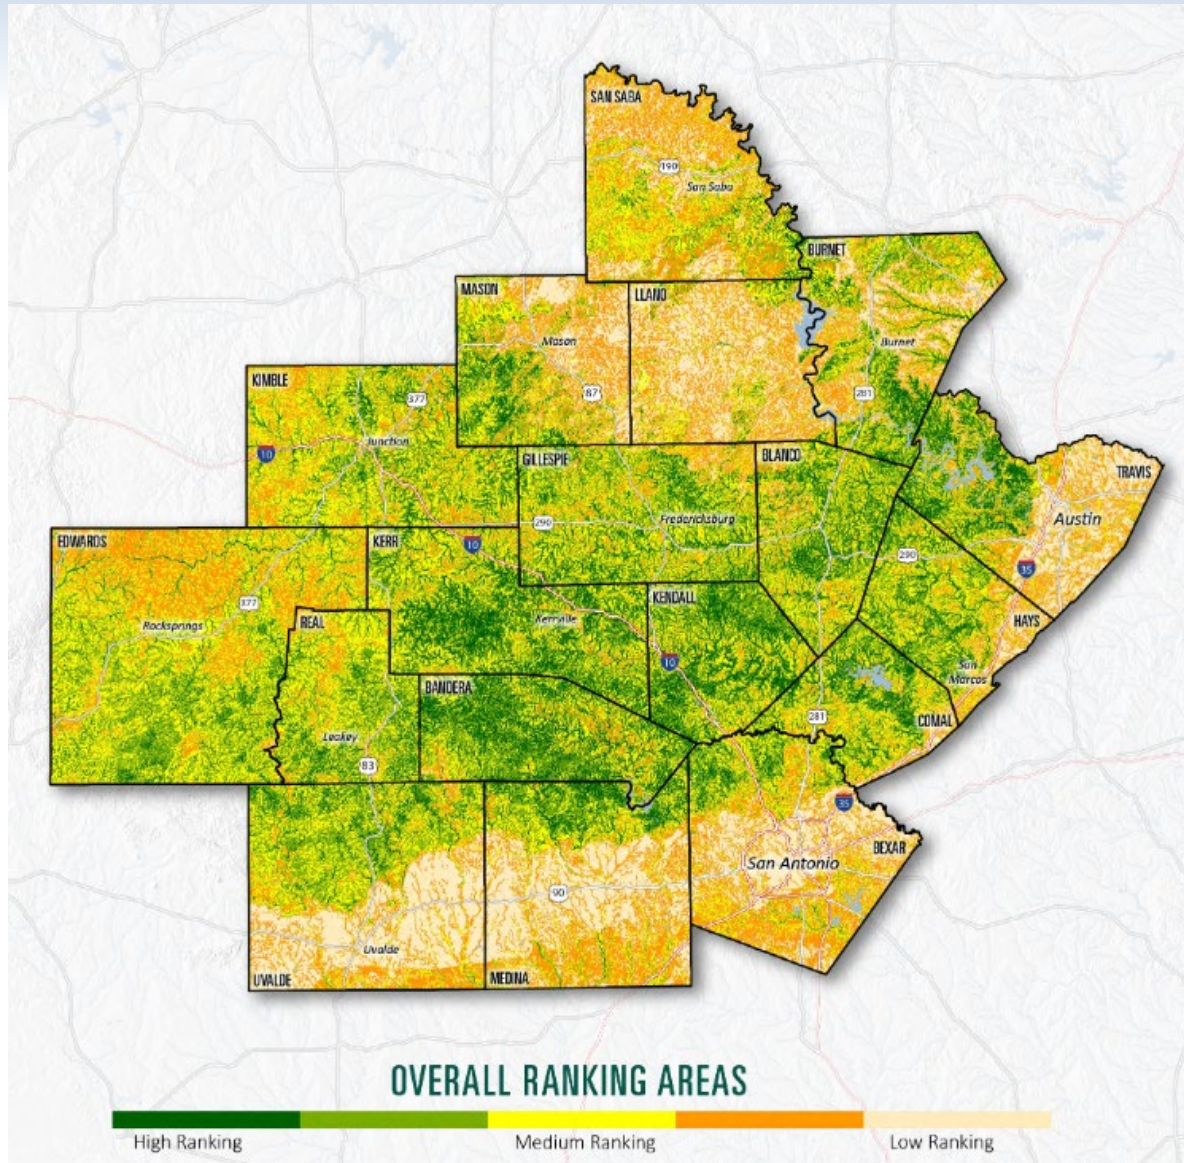 SAN SABA
190
San Saba
BURNET
MASON
LLANO
Mason
Burnet
KIMBLE
377
87
281
Junction
10
GILLESPIE
BLANCO
TRAVIS
290
Fredericksburg
Austin
EDWARDS
KERR
10
290
35
377
REAL
KENDALL
Rocksprings
Kerrville
HAYS
10
San
Marcos
BANDERA
281
COMAL
Leakey
83
35
San Antonio
BEXAR
90
Uvalde
UVALDE
MEDINA
OVERALL RANKING AREAS
High Ranking
Medium Ranking
Low Ranking